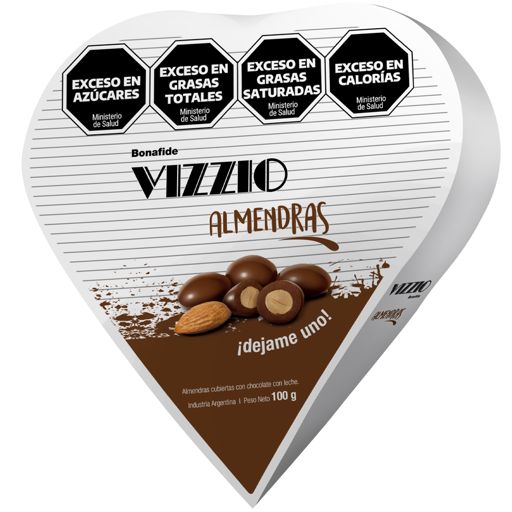 EXCESO EN
AZÚCARES
Ministerio
de Salud
EXCESO EN
GRASAS
TOTALES
Ministerio
de Salud
EXCESO EN
GRASAS
SATURADAS
Ministerio
de Salud
EXCESO EN
CALORÍAS
Ministerio
de Salud
Bonafide
VIZZIO
ALMENDRAS
¡dejame uno!
Almendras cubiertas con chocolate con leche.
Industria Argentina | Peso Neto 100 g
VIZZIO
Bonafide
ALMENDRAS